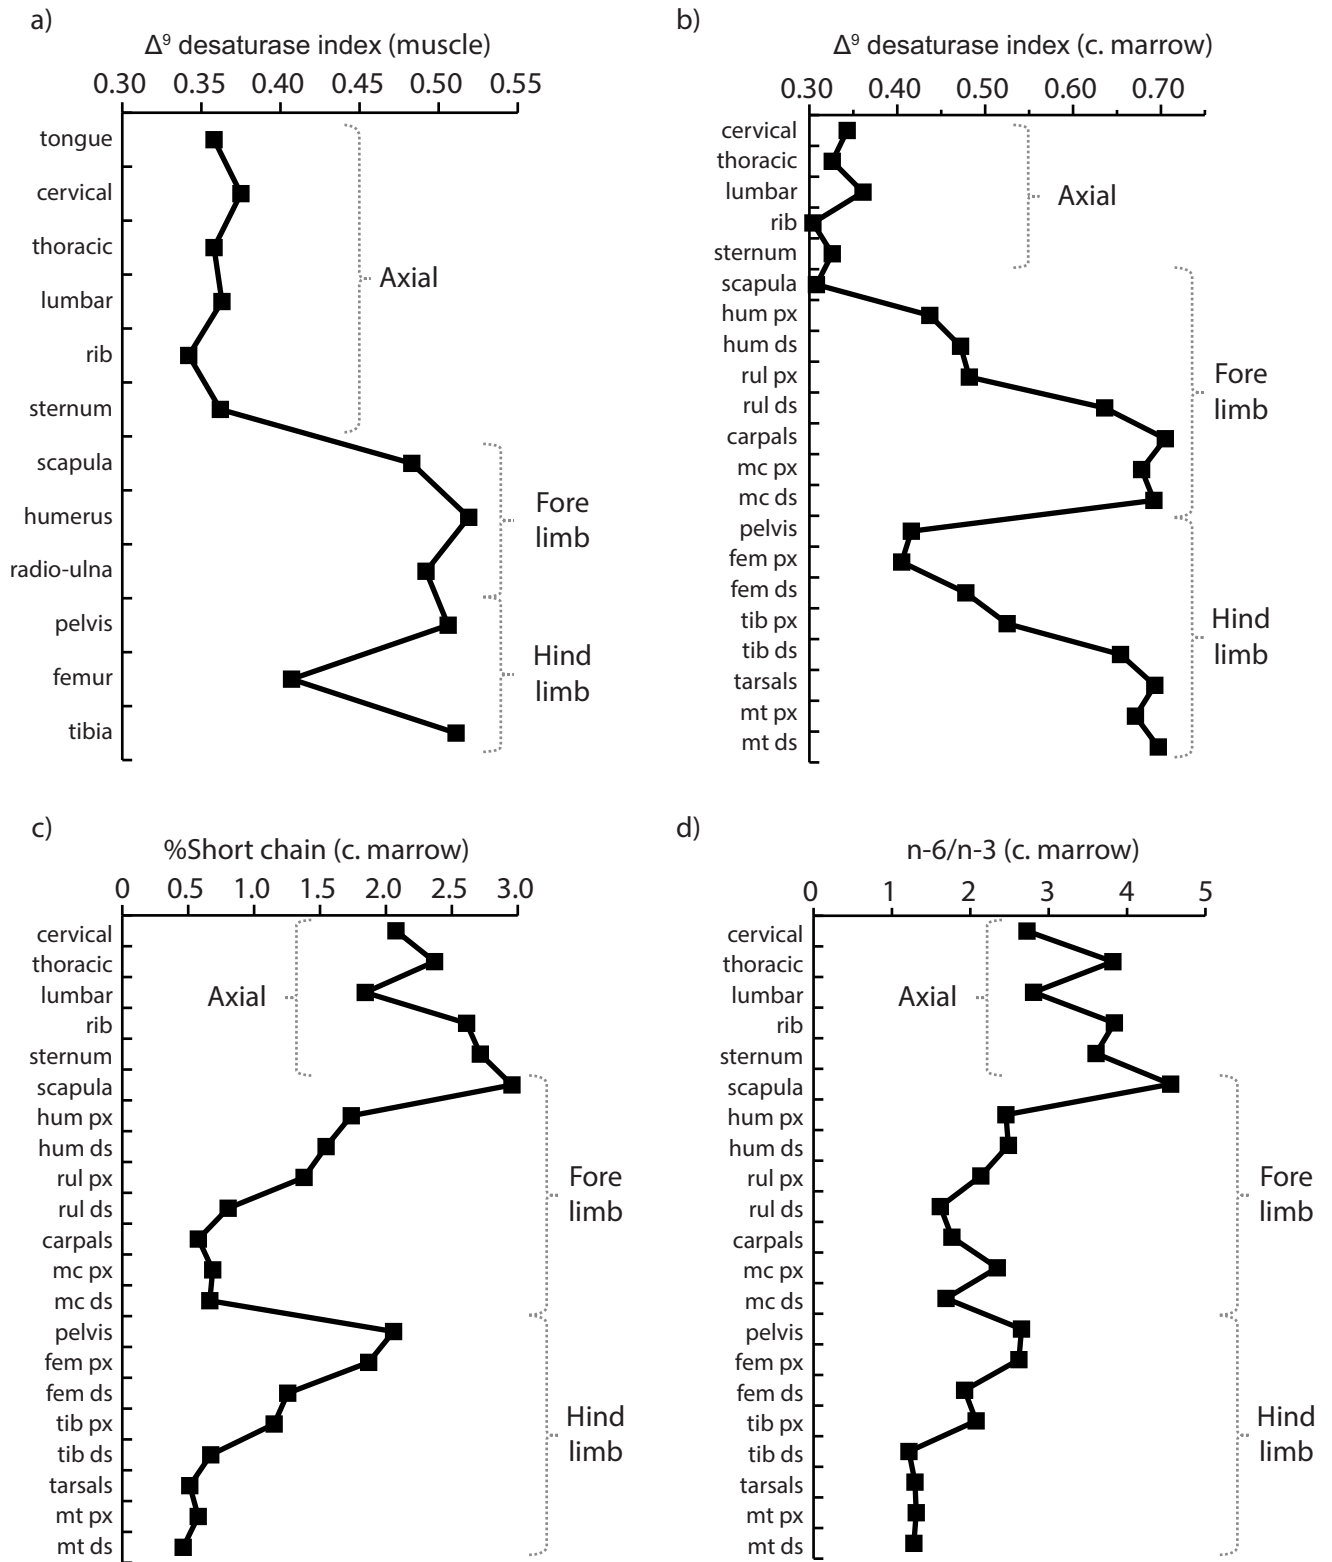 a)
Δ⁹ desaturase index (muscle)
0.30 0.35 0.40 0.45 0.50 0.55
tongue
cervical
thoracic
lumbar
rib
sternum
scapula
humerus
radio-ulna
pelvis
femur
tibia
Axial
Fore
limb
Hind
limb
b)
Δ⁹ desaturase index (c. marrow)
0.30 0.40 0.50 0.60 0.70
cervical
thoracic
lumbar
rib
sternum
scapula
hum px
hum ds
rul px
rul ds
carpals
mc px
mc ds
pelvis
fem px
fem ds
tib px
tib ds
tarsals
mt px
mt ds
Axial
Fore
limb
Hind
limb
c)
%Short chain (c. marrow)
0 0.5 1.0 1.5 2.0 2.5 3.0
cervical
thoracic
lumbar
rib
sternum
scapula
hum px
hum ds
rul px
rul ds
carpals
mc px
mc ds
pelvis
fem px
fem ds
tib px
tib ds
tarsals
mt px
mt ds
Axial
Fore
limb
Hind
limb
d)
n-6/n-3 (c. marrow)
0 1 2 3 4 5
cervical
thoracic
lumbar
rib
sternum
scapula
hum px
hum ds
rul px
rul ds
carpals
mc px
mc ds
pelvis
fem px
fem ds
tib px
tib ds
tarsals
mt px
mt ds
Axial
Fore
limb
Hind
limb